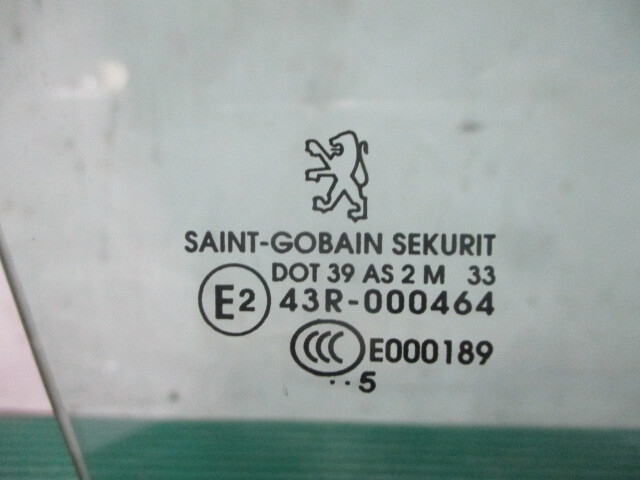 SAINT-GOBAIN SEKURIT
DOT 39 AS 2 M 33
E2 43R-000464
CCC E000189
..5